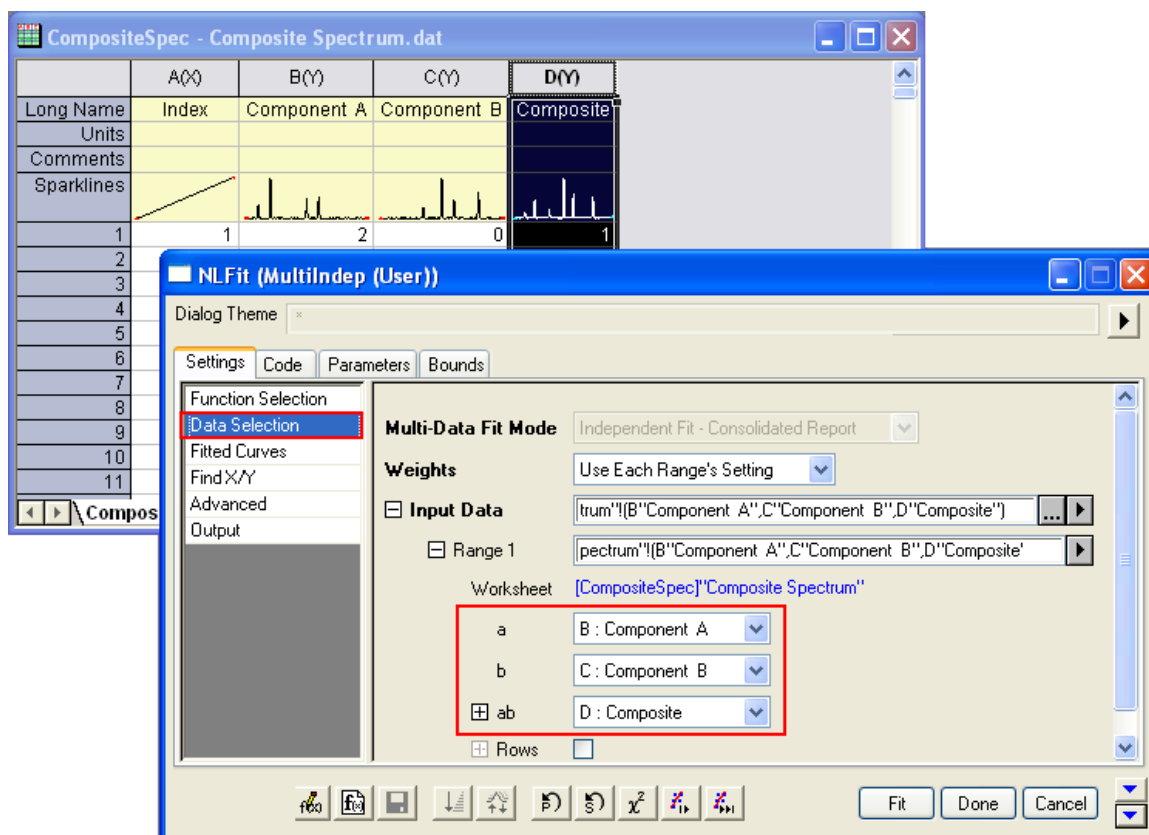 CompositeSpec - Composite Spectrum.dat
A(X) B(Y) C(Y) D(Y)
Long Name Index Component A Component B Composite
Units
Comments
Sparklines
1 1 2 0 1
2
3
4
5
6
7
8
9
10
11
Compos
NLFit (MultiIndep (User))
Dialog Theme *
Settings Code Parameters Bounds
Function Selection
Data Selection
Fitted Curves
Find X/Y
Advanced
Output
Multi-Data Fit Mode Independent Fit - Consolidated Report
Weights Use Each Range's Setting
Input Data trum"!(B"Component A",C"Component B",D"Composite") ...
Range 1 pectrum"!(B"Component A",C"Component B",D"Composite'
Worksheet [CompositeSpec]"Composite Spectrum"
a B : Component A
b C : Component B
ab D : Composite
Rows
Fit Done Cancel